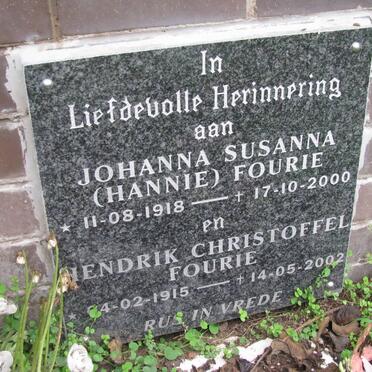 In
Liefdevolle Herinnering
aan
JOHANNA SUSANNA
(HANNIE) FOURIE
* 11-08-1918 — + 17-10-2000
en
HENDRIK CHRISTOFFEL
FOURIE
* 4-02-1915 — + 14-05-2002
RUS IN VREDE